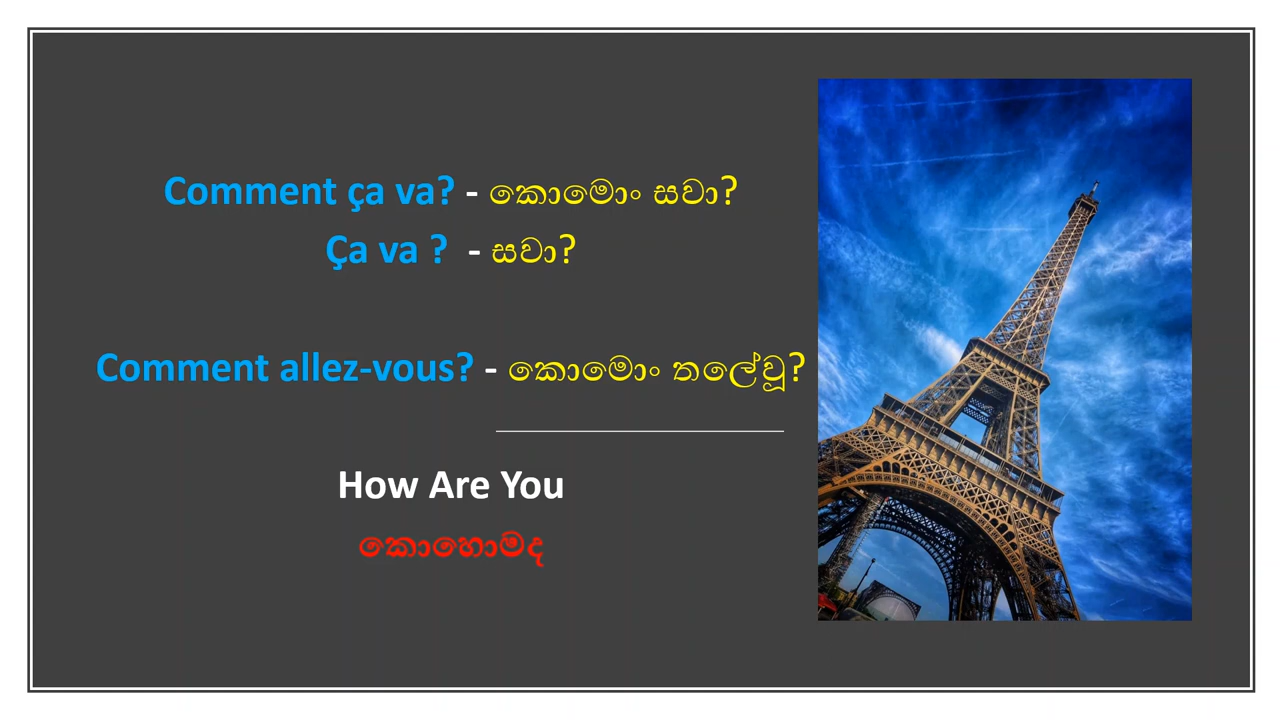 Comment ça va? - කොමොං සවා?
Ça va ? - සවා?
Comment allez-vous? - කොමොං තලේවූ?
How Are You
කොහොමද